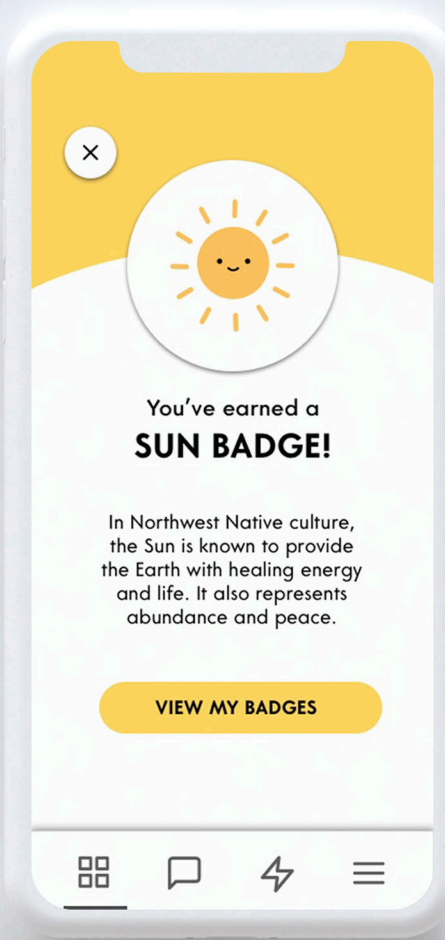 You've earned a
SUN BADGE!
In Northwest Native culture,
the Sun is known to provide
the Earth with healing energy
and life. It also represents
abundance and peace.
VIEW MY BADGES